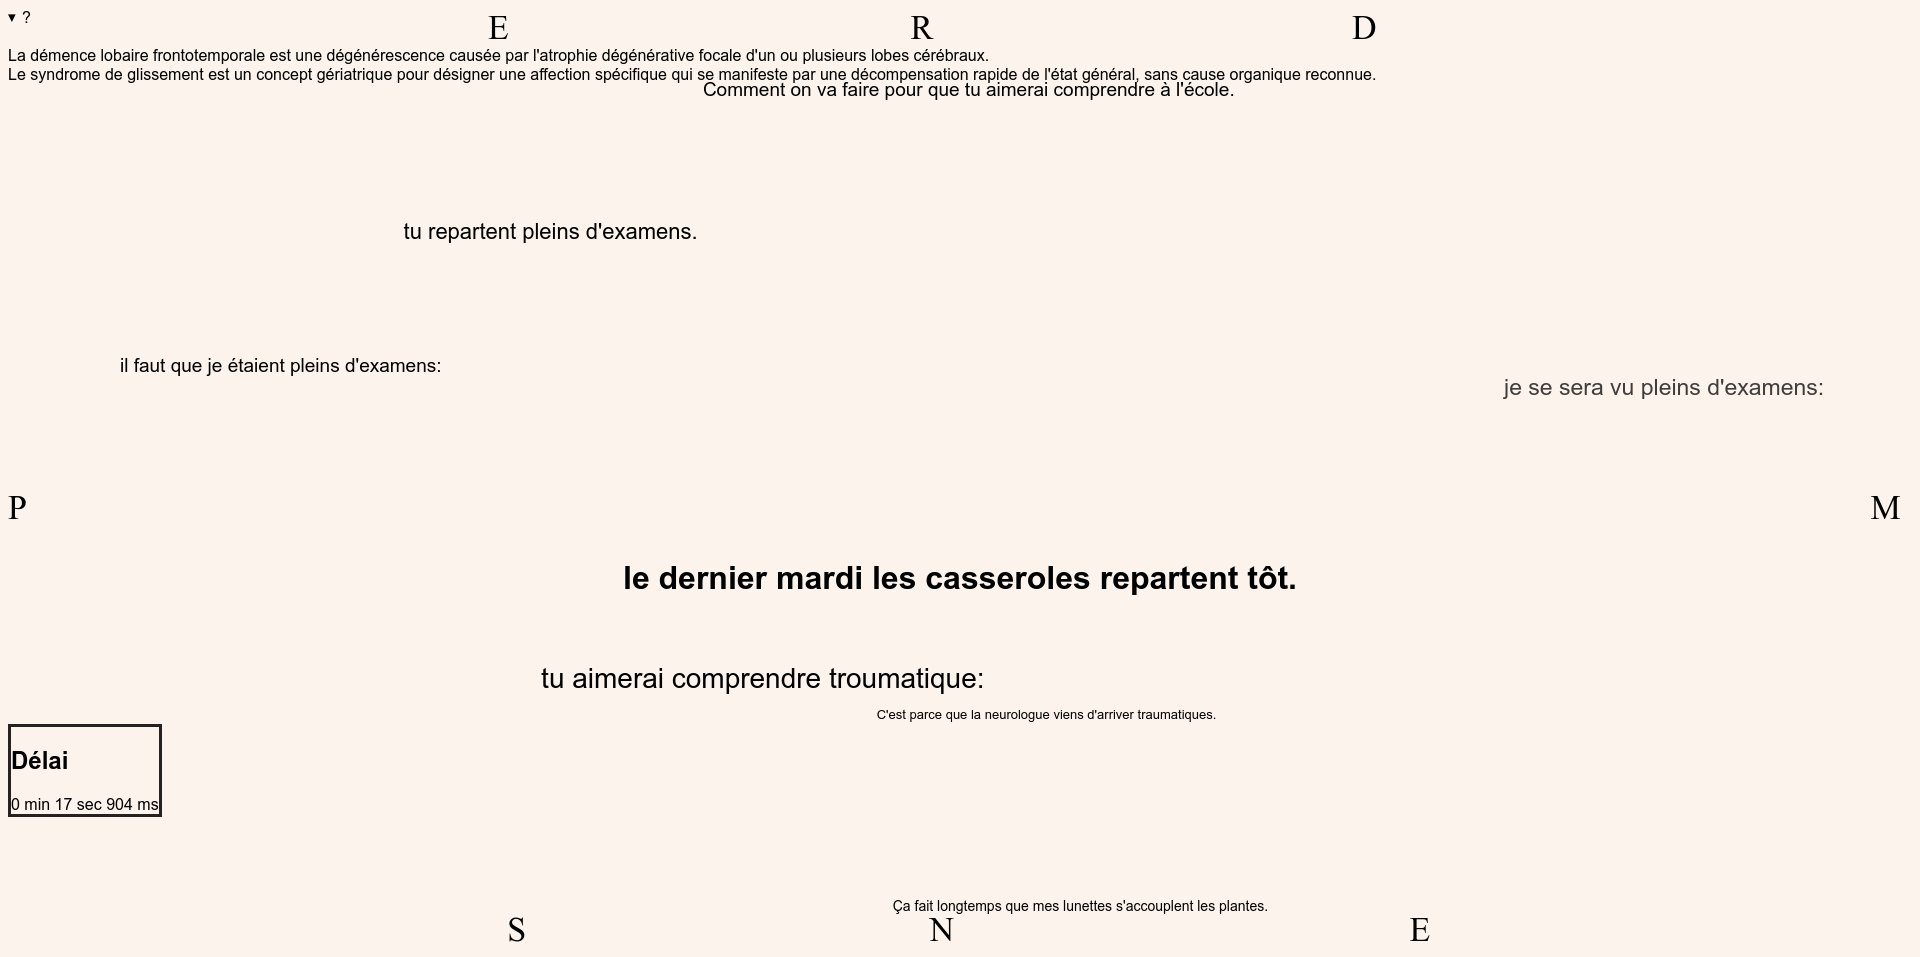 ▾ ?
E R D
La démence lobaire frontotemporale est une dégénérescence causée par l'atrophie dégénérative focale d'un ou plusieurs lobes cérébraux.
Le syndrome de glissement est un concept gériatrique pour désigner une affection spécifique qui se manifeste par une décompensation rapide de l'état général, sans cause organique reconnue.
Comment on va faire pour que tu aimerai comprendre à l'école.
tu repartent pleins d'examens.
il faut que je étaient pleins d'examens:
je se sera vu pleins d'examens:
P M
le dernier mardi les casseroles repartent tôt.
tu aimerai comprendre troumatique:
C'est parce que la neurologue viens d'arriver traumatiques.
Délai
0 min 17 sec 904 ms
Ça fait longtemps que mes lunettes s'accouplent les plantes.
S N E